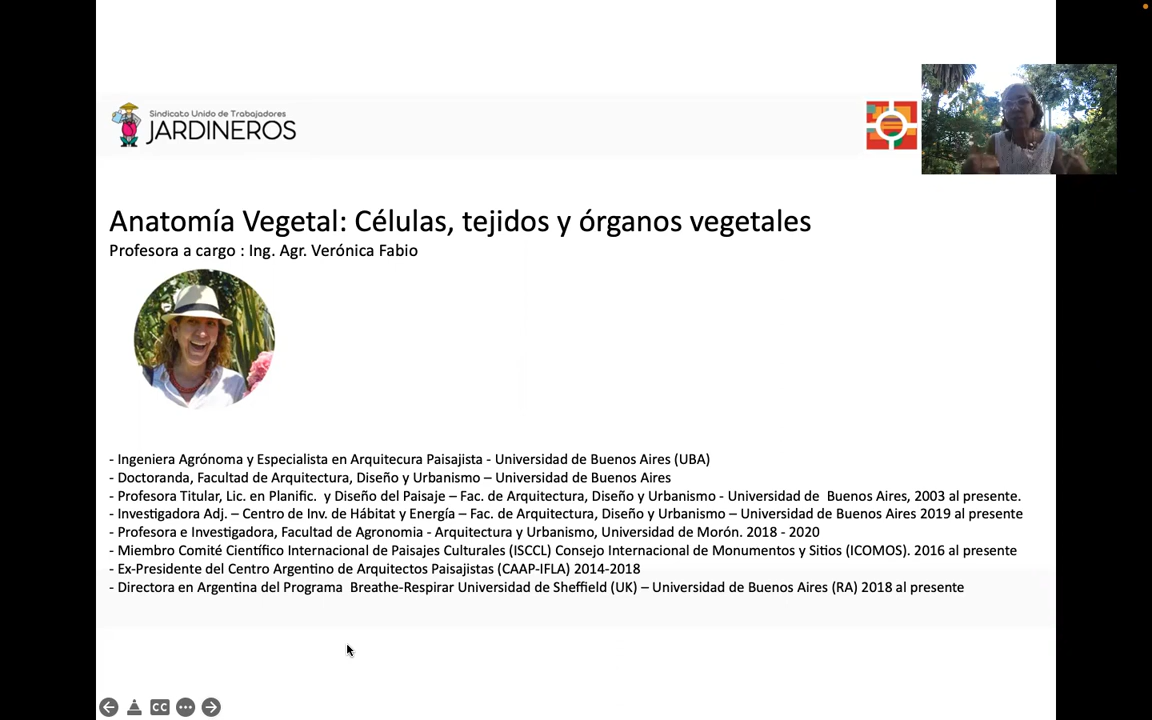 Sindicato Unido de Trabajadores
JARDINEROS
Anatomía Vegetal: Células, tejidos y órganos vegetales
Profesora a cargo : Ing. Agr. Verónica Fabio
- Ingeniera Agrónoma y Especialista en Arquitecura Paisajista - Universidad de Buenos Aires (UBA)
- Doctoranda, Facultad de Arquitectura, Diseño y Urbanismo – Universidad de Buenos Aires
- Profesora Titular, Lic. en Planific. y Diseño del Paisaje – Fac. de Arquitectura, Diseño y Urbanismo - Universidad de Buenos Aires, 2003 al presente.
- Investigadora Adj. – Centro de Inv. de Hábitat y Energía – Fac. de Arquitectura, Diseño y Urbanismo – Universidad de Buenos Aires 2019 al presente
- Profesora e Investigadora, Facultad de Agronomia - Arquitectura y Urbanismo, Universidad de Morón. 2018 - 2020
- Miembro Comité Científico Internacional de Paisajes Culturales (ISCCL) Consejo Internacional de Monumentos y Sitios (ICOMOS). 2016 al presente
- Ex-Presidente del Centro Argentino de Arquitectos Paisajistas (CAAP-IFLA) 2014-2018
- Directora en Argentina del Programa Breathe-Respirar Universidad de Sheffield (UK) – Universidad de Buenos Aires (RA) 2018 al presente
CC